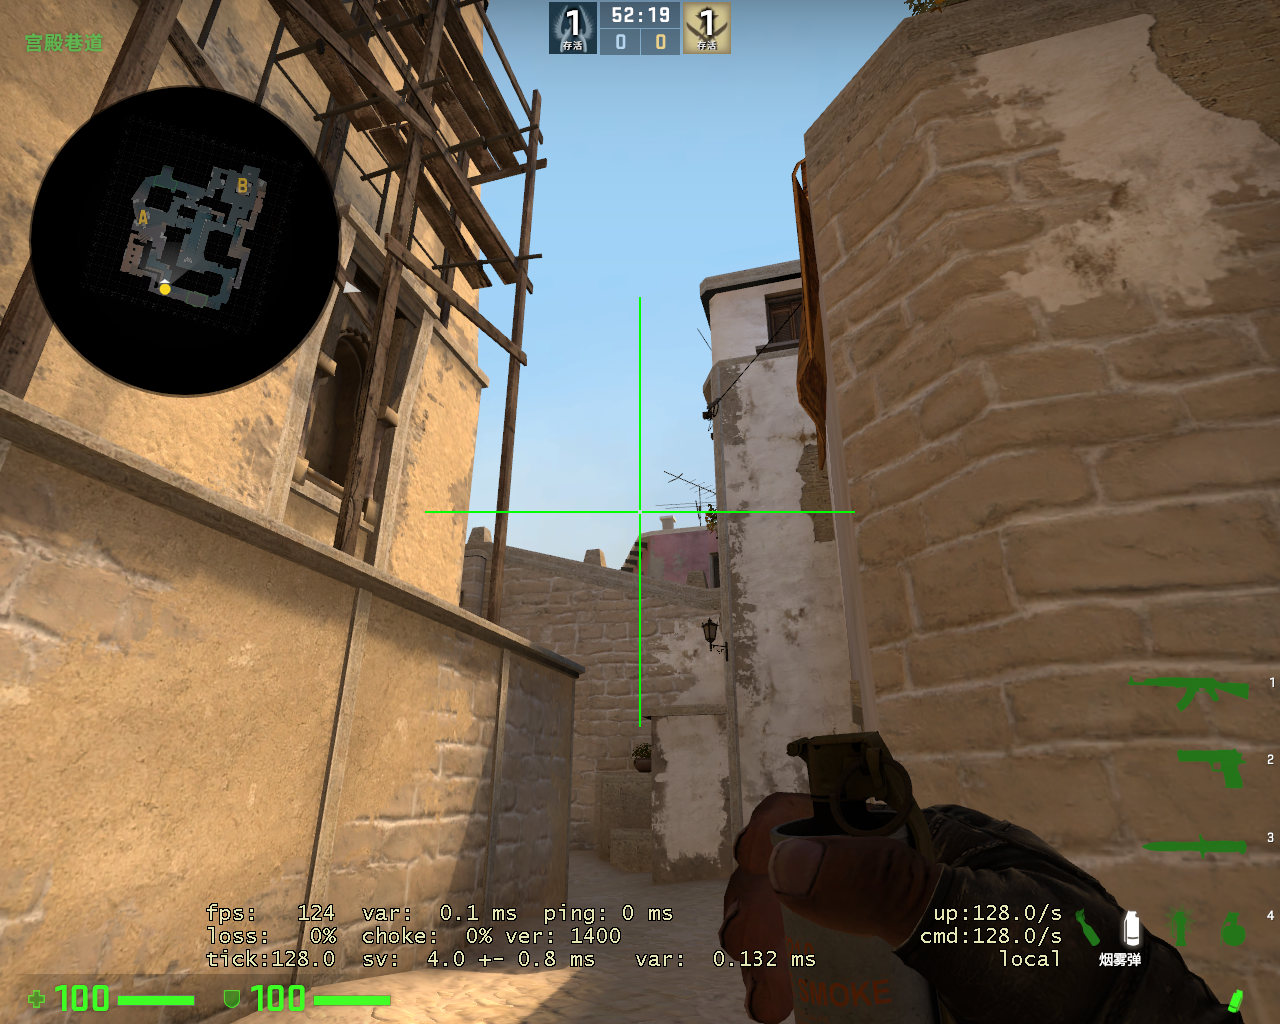 宫殿巷道
1
存活
52:19
0 0
1
存活
B
A
1
2
3
4
烟雾弹
SMOKE
fps: 124 var: 0.1 ms ping: 0 ms
loss: 0% choke: 0% ver: 1400
tick:128.0 sv: 4.0 +- 0.8 ms var: 0.132 ms
up:128.0/s
cmd:128.0/s
local
100
100